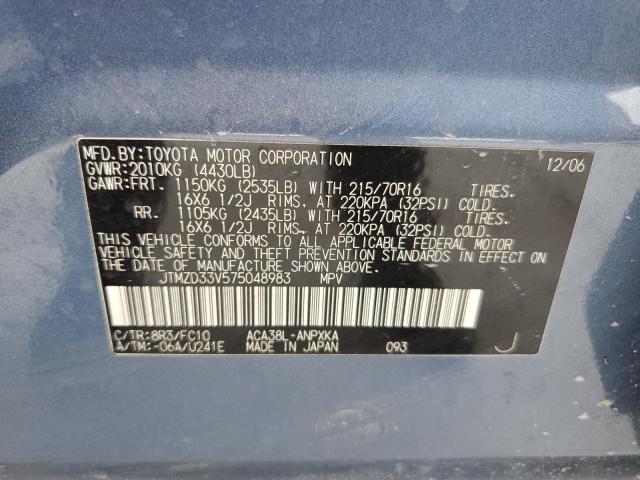 MFD. BY: TOYOTA MOTOR CORPORATION 12/06
GVWR: 2010KG (4430LB)
GAWR: FRT. 1150KG (2535LB) WITH 215/70R16 TIRES.
16X6 1/2J RIMS. AT 220KPA (32PSI) COLD.
RR. 1105KG (2435LB) WITH 215/70R16 TIRES.
16X6 1/2J RIMS. AT 220KPA (32PSI) COLD.
THIS VEHICLE CONFORMS TO ALL APPLICABLE FEDERAL MOTOR
VEHICLE SAFETY AND THEFT PREVENTION STANDARDS IN EFFECT ON
THE DATE OF MANUFACTURE SHOWN ABOVE.
JTMZD33V575048983 MPV
C/TR: 8R3/FC10 ACA38L-ANPXKA
A/TM: -06A/U241E MADE IN JAPAN 093 J